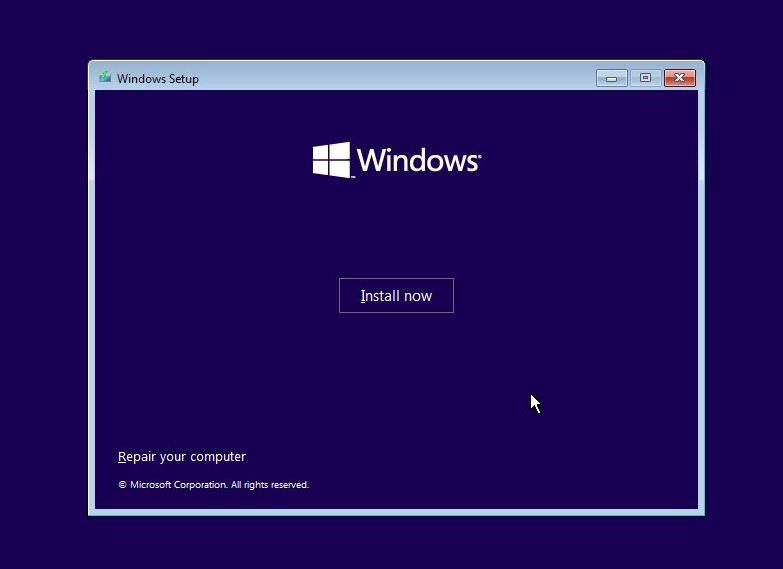 Windows Setup
Windows
Install now
Repair your computer
© Microsoft Corporation. All rights reserved.